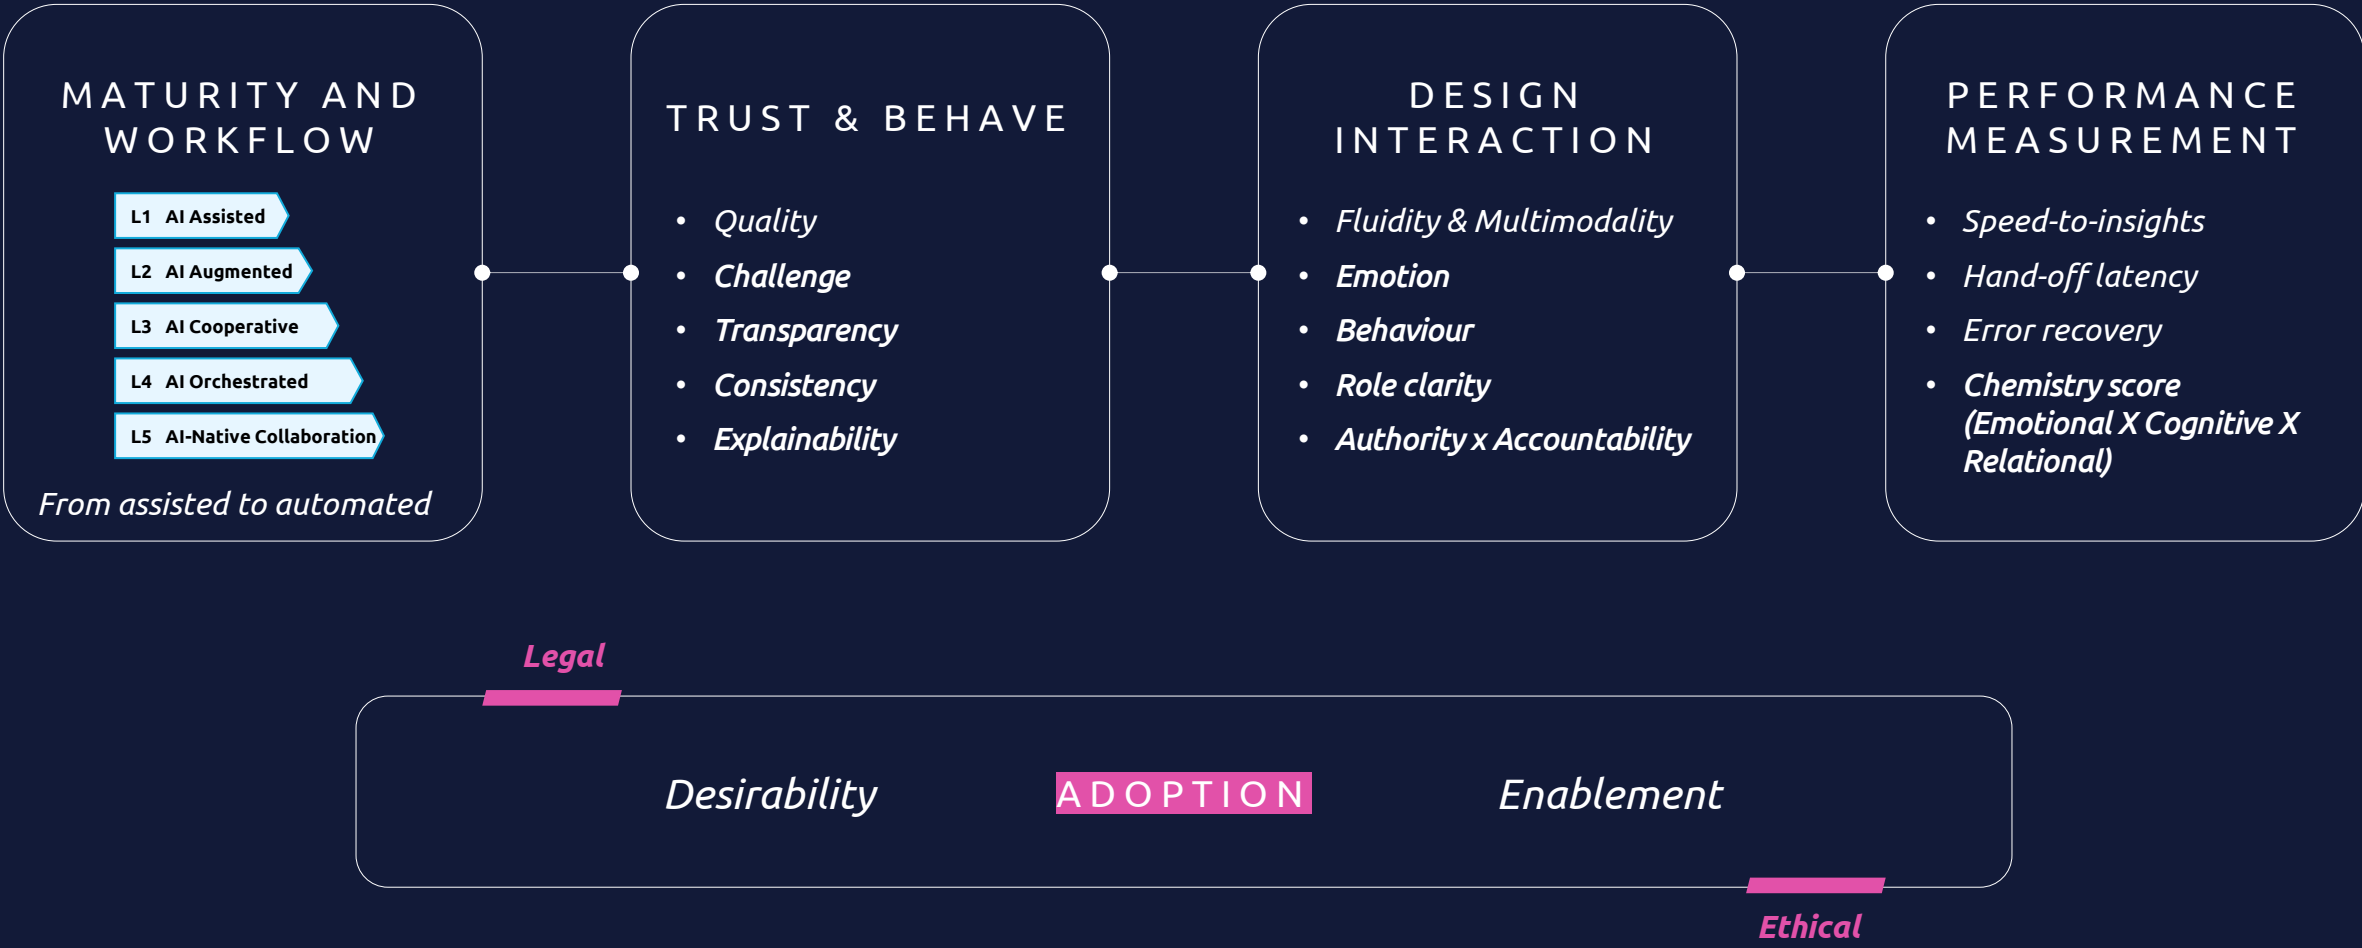 MATURITY AND
WORKFLOW
L1 AI Assisted
L2 AI Augmented
L3 AI Cooperative
L4 AI Orchestrated
L5 AI-Native Collaboration
From assisted to automated
TRUST & BEHAVE
• Quality
• Challenge
• Transparency
• Consistency
• Explainability
DESIGN
INTERACTION
• Fluidity & Multimodality
• Emotion
• Behaviour
• Role clarity
• Authority x Accountability
PERFORMANCE
MEASUREMENT
• Speed-to-insights
• Hand-off latency
• Error recovery
• Chemistry score
(Emotional X Cognitive X
Relational)
Legal
Desirability ADOPTION Enablement
Ethical